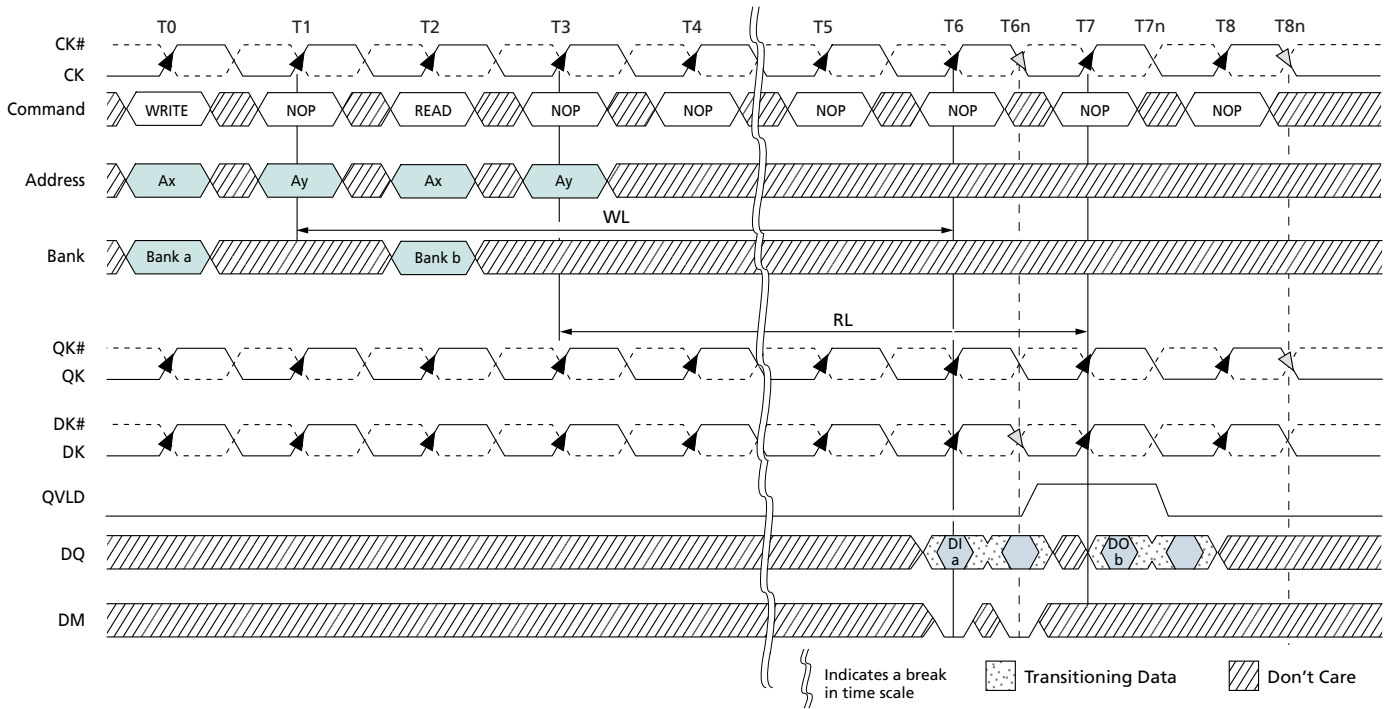 T0 T1 T2 T3 T4 T5 T6 T6n T7 T7n T8 T8n
CK#
CK
Command WRITE NOP READ NOP NOP NOP NOP NOP NOP
Address Ax Ay Ax Ay
WL
Bank Bank a Bank b
RL
QK#
QK
DK#
DK
QVLD
DQ DI a DO b
DM
Indicates a break
in time scale
Transitioning Data
Don't Care